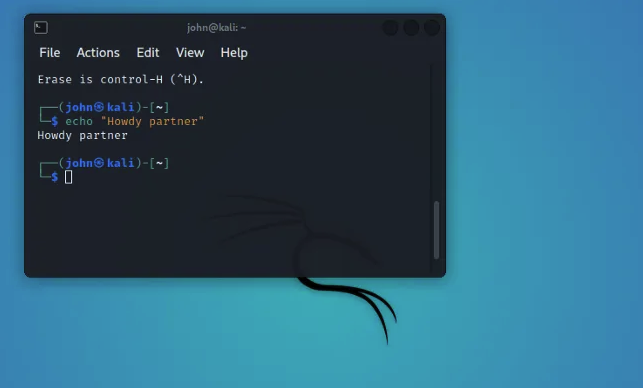 john@kali: ~
File Actions Edit View Help
Erase is control-H (^H).
┌──(john㉿kali)-[~]
└─$ echo "Howdy partner"
Howdy partner
┌──(john㉿kali)-[~]
└─$